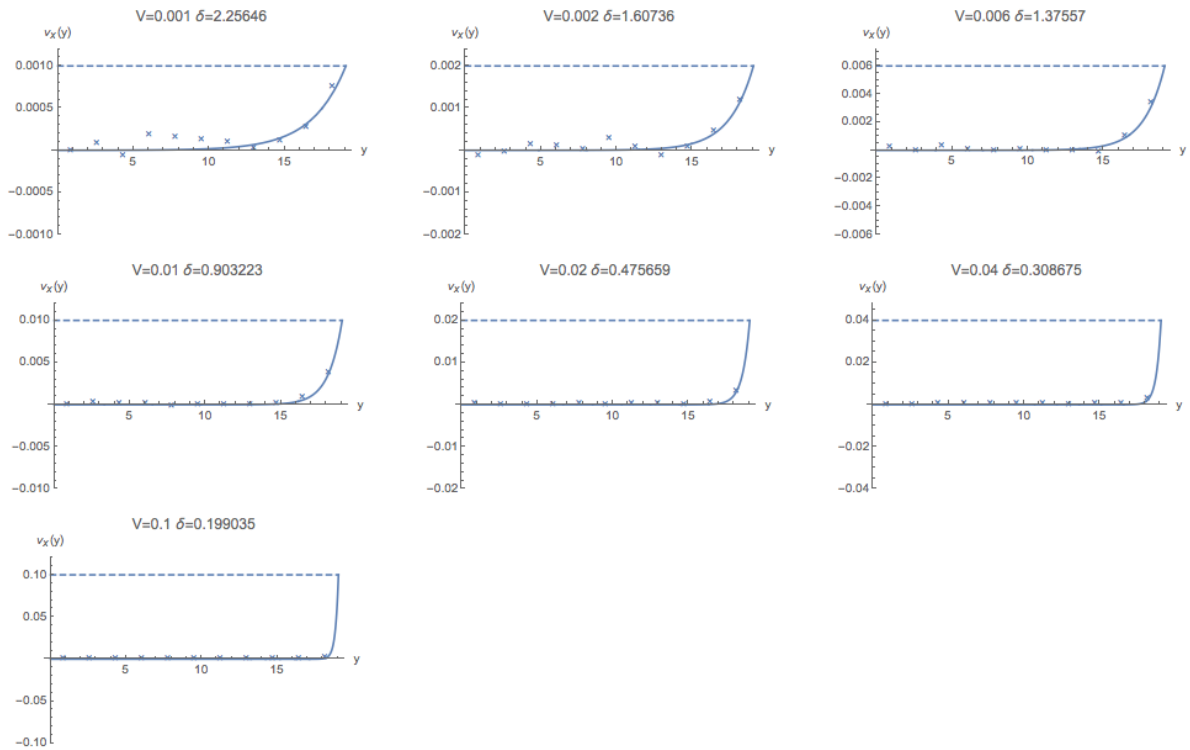 V=0.001 δ=2.25646
vx(y)
0.0010
0.0005
5 10 15 y
−0.0005
−0.0010
V=0.002 δ=1.60736
vx(y)
0.002
0.001
5 10 15 y
−0.001
−0.002
V=0.006 δ=1.37557
vx(y)
0.006
0.004
0.002
5 10 15 y
−0.002
−0.004
−0.006
V=0.01 δ=0.903223
vx(y)
0.010
0.005
5 10 15 y
−0.005
−0.010
V=0.02 δ=0.475659
vx(y)
0.02
0.01
5 10 15 y
−0.01
−0.02
V=0.04 δ=0.308675
vx(y)
0.04
0.02
5 10 15 y
−0.02
−0.04
V=0.1 δ=0.199035
vx(y)
0.10
0.05
5 10 15 y
−0.05
−0.10